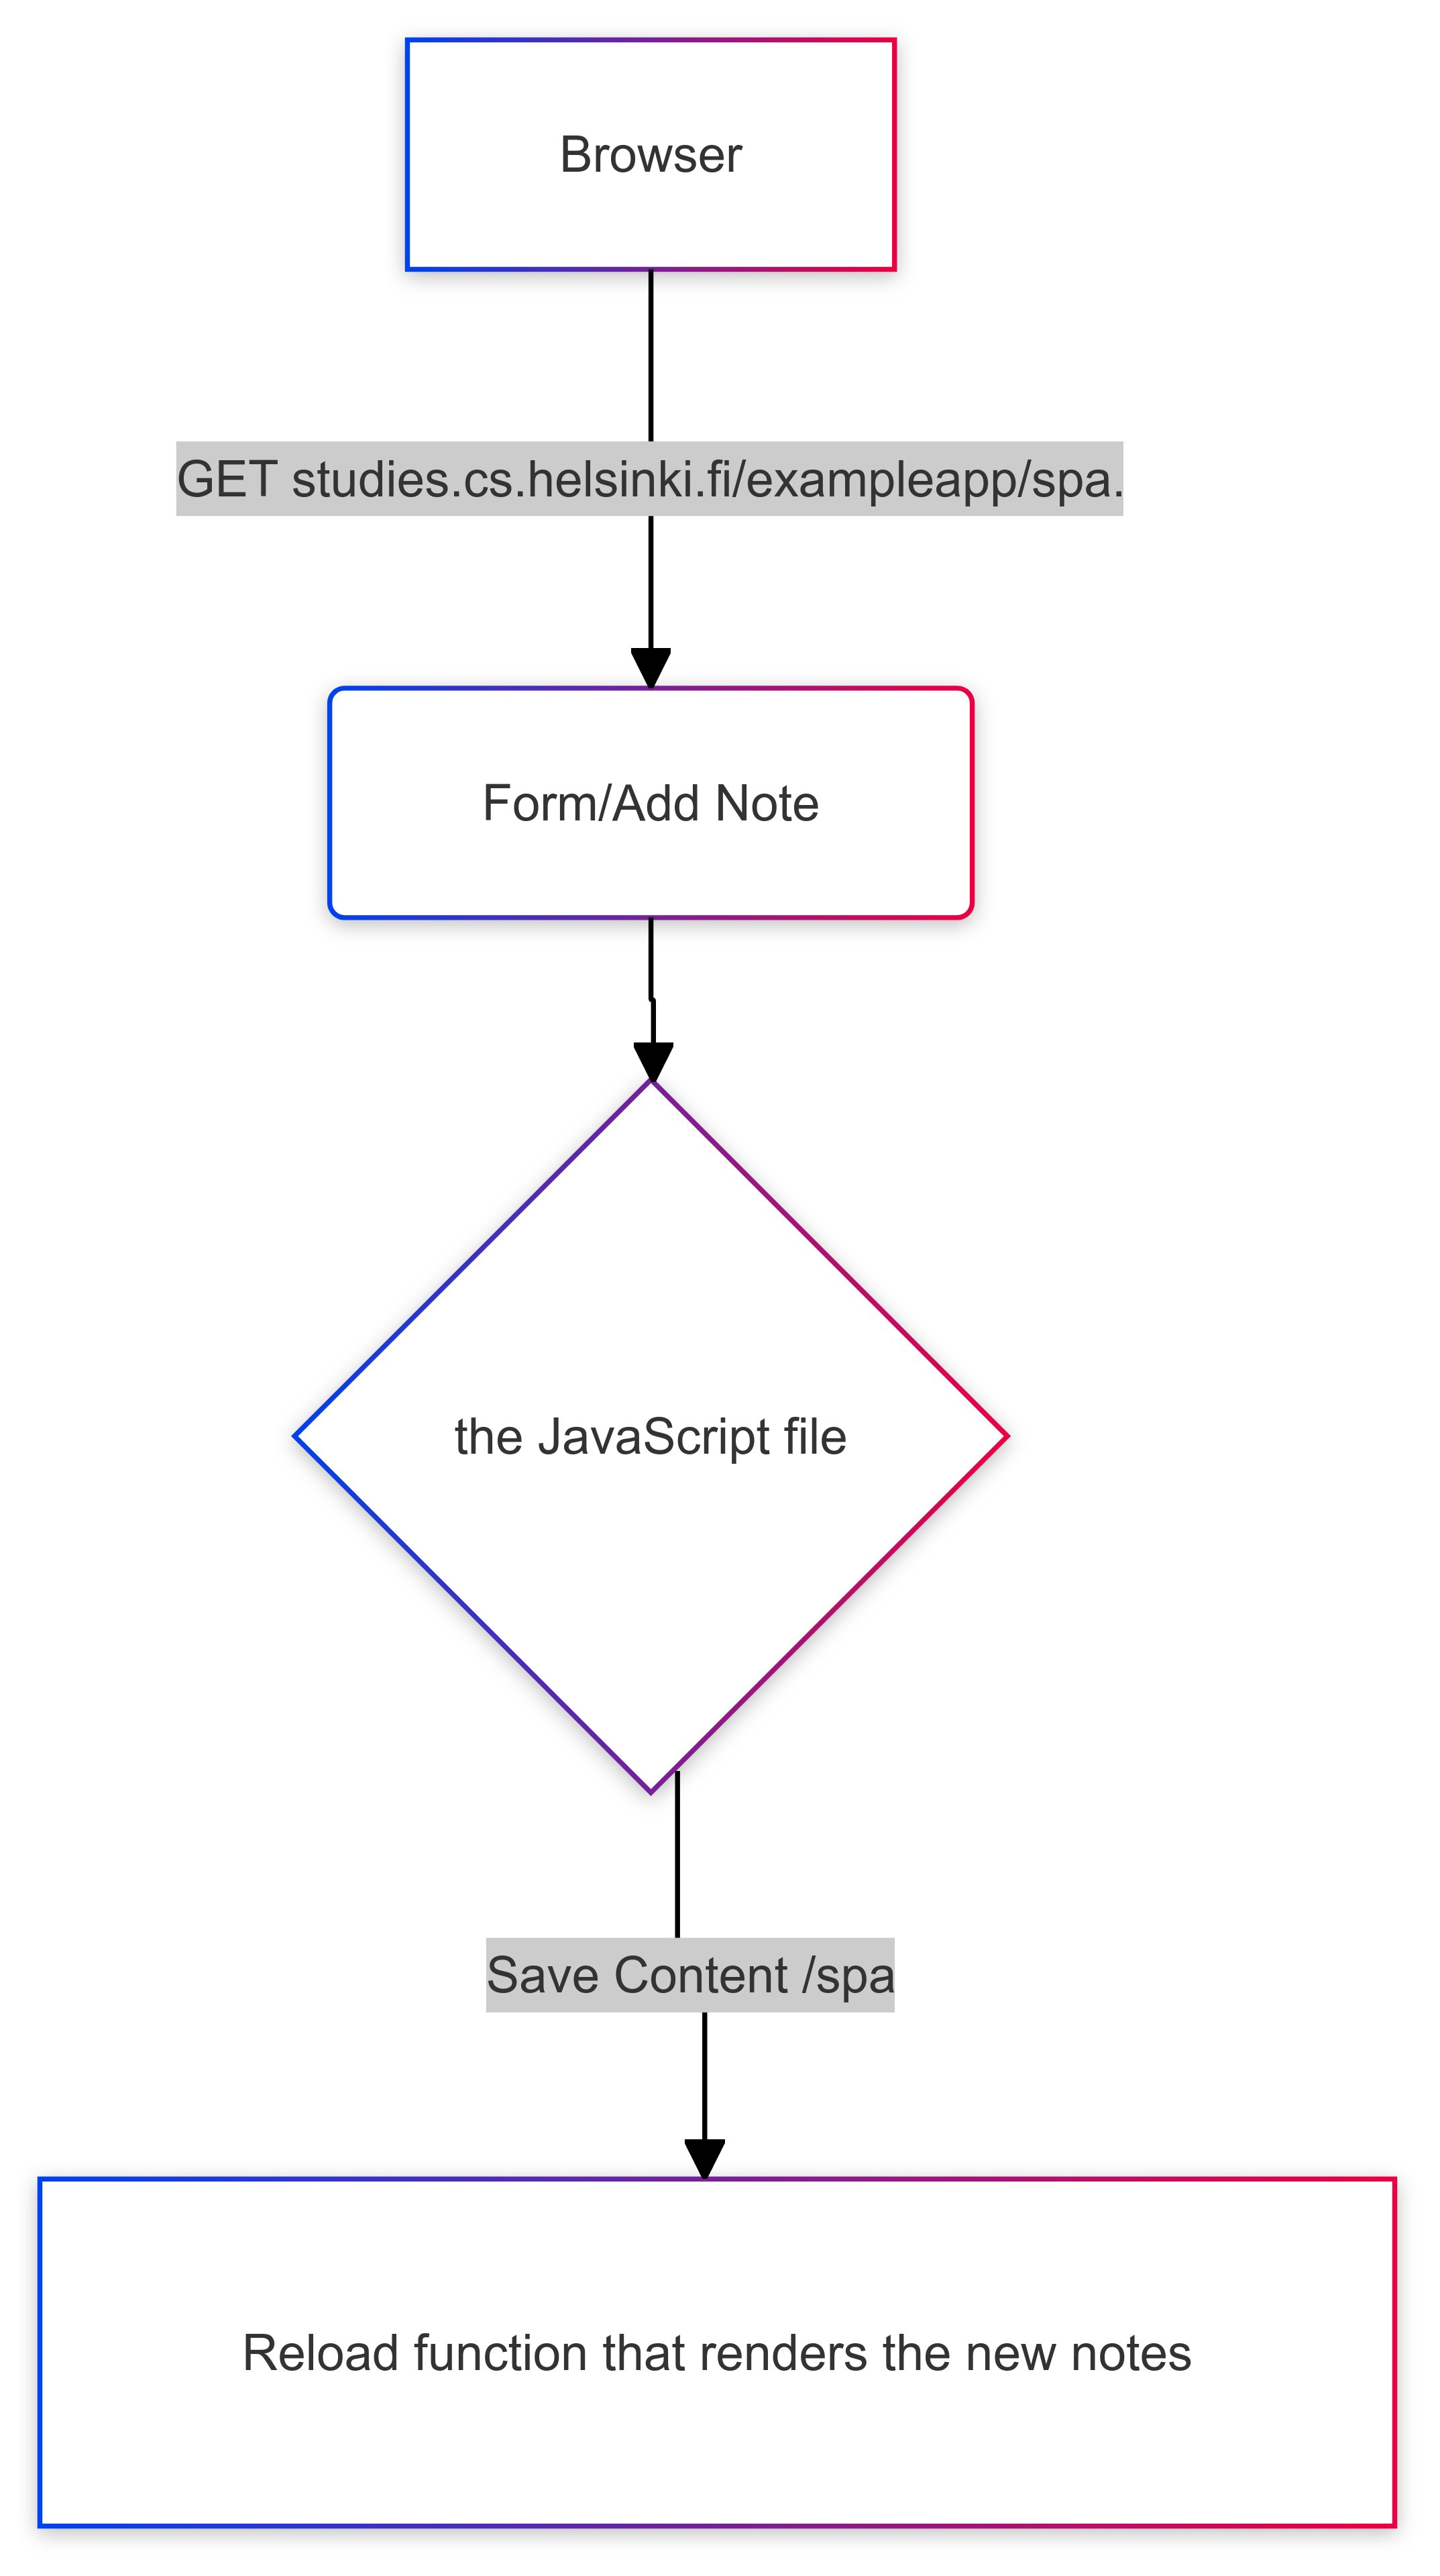 Browser
GET studies.cs.helsinki.fi/exampleapp/spa.
Form/Add Note
the JavaScript file
Save Content /spa
Reload function that renders the new notes